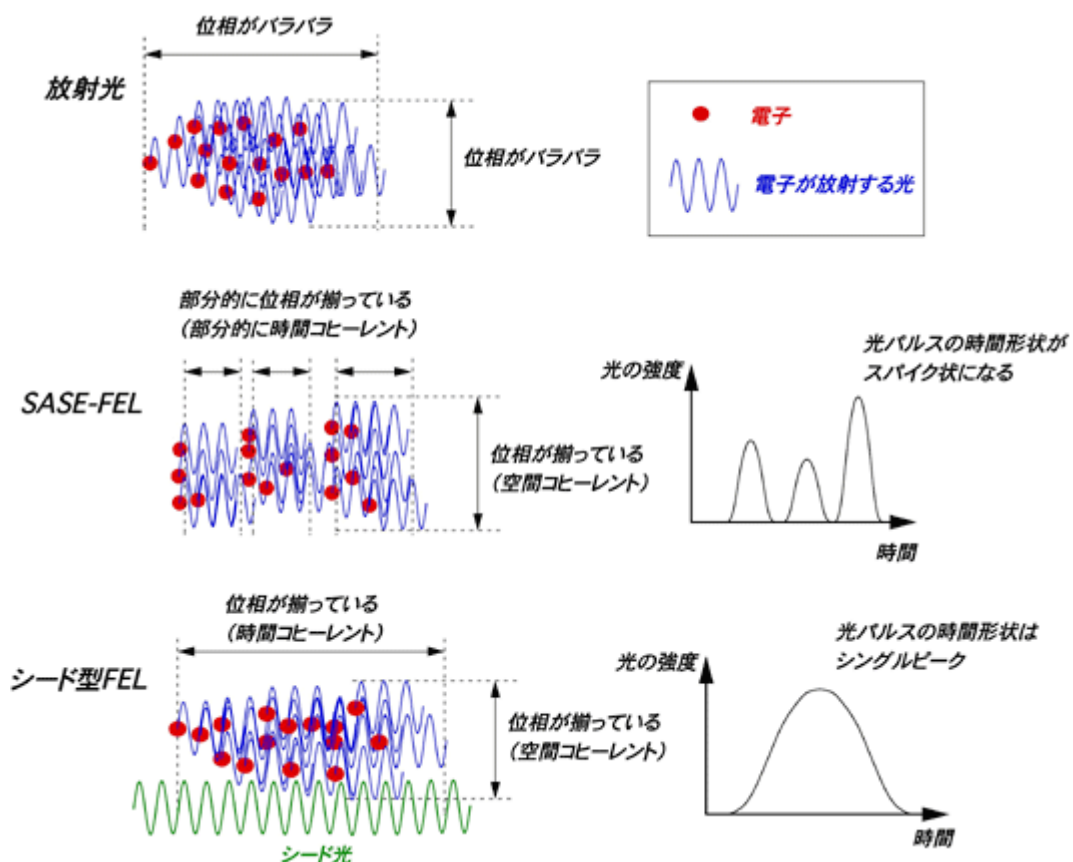 位相がバラバラ
放射光
位相がバラバラ
電子
電子が放射する光
部分的に位相が揃っている
（部分的に時間コヒーレント）
SASE-FEL
位相が揃っている
（空間コヒーレント）
光の強度
光パルスの時間形状が
スパイク状になる
時間
位相が揃っている
（時間コヒーレント）
シード型FEL
位相が揃っている
（空間コヒーレント）
シード光
光の強度
光パルスの時間形状は
シングルピーク
時間